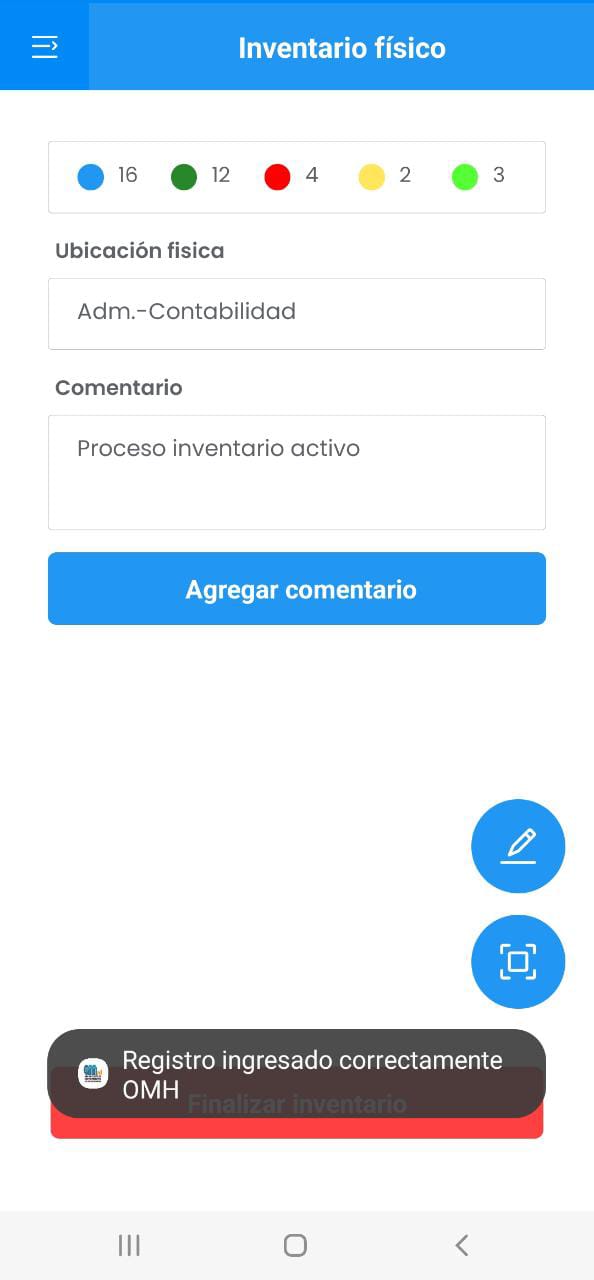 Inventario físico
16 12 4 2 3
Ubicación fisica
Adm.-Contabilidad
Comentario
Proceso inventario activo
Agregar comentario
Registro ingresado correctamente
OMH
Finalizar inventario